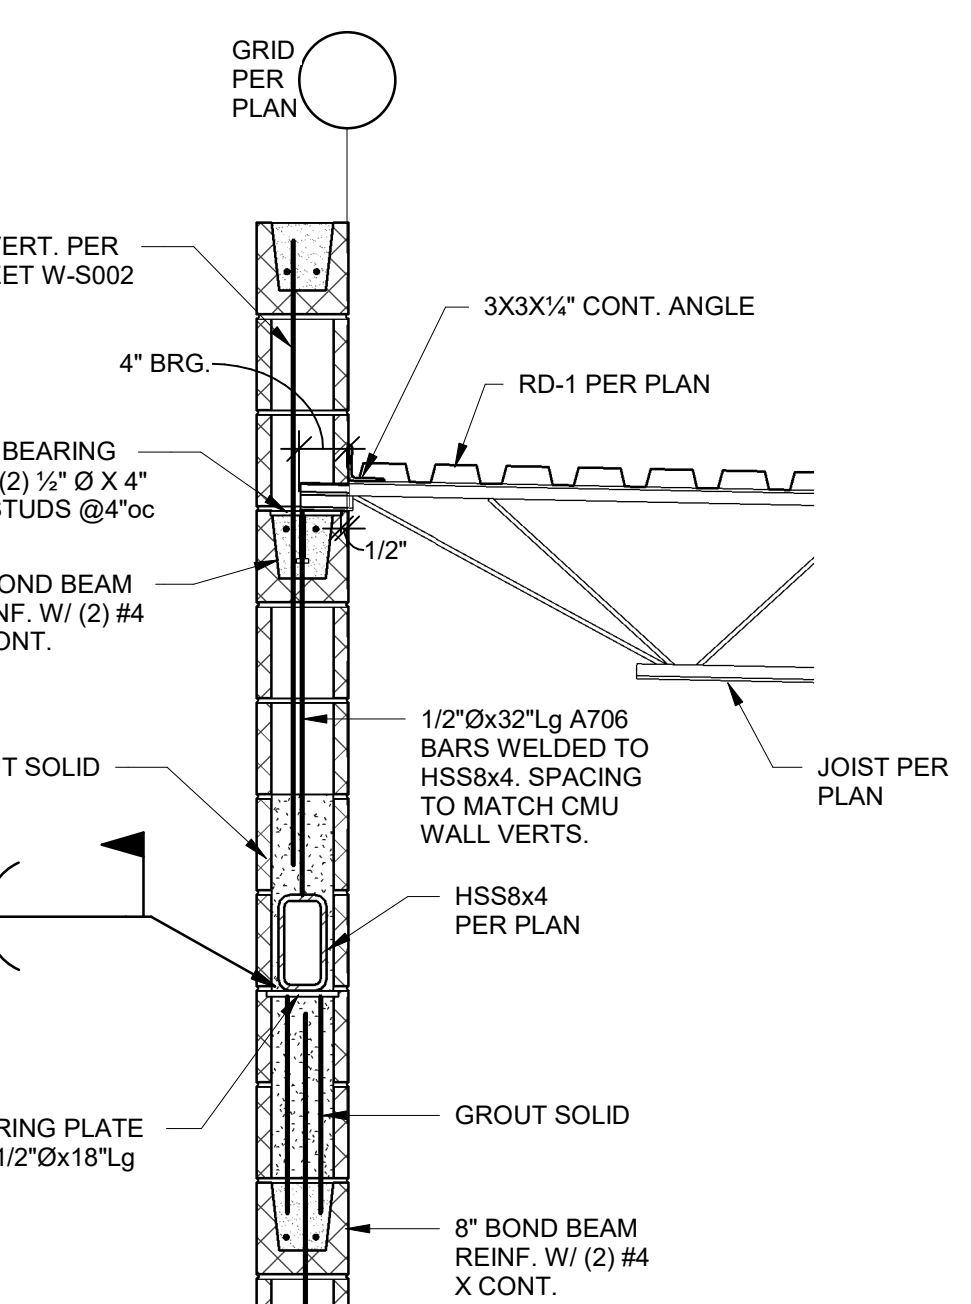 GRID
PER
PLAN
VERT. PER
EET W-S002
3X3X¼" CONT. ANGLE
4" BRG.
RD-1 PER PLAN
BEARING
(2) ½" Ø X 4"
STUDS @4"oc
1/2"
OND BEAM
NF. W/ (2) #4
ONT.
1/2"Øx32"Lg A706
BARS WELDED TO
HSS8x4. SPACING
TO MATCH CMU
WALL VERTS.
T SOLID
JOIST PER
PLAN
HSS8x4
PER PLAN
RING PLATE
1/2"Øx18"Lg
GROUT SOLID
8" BOND BEAM
REINF. W/ (2) #4
X CONT.